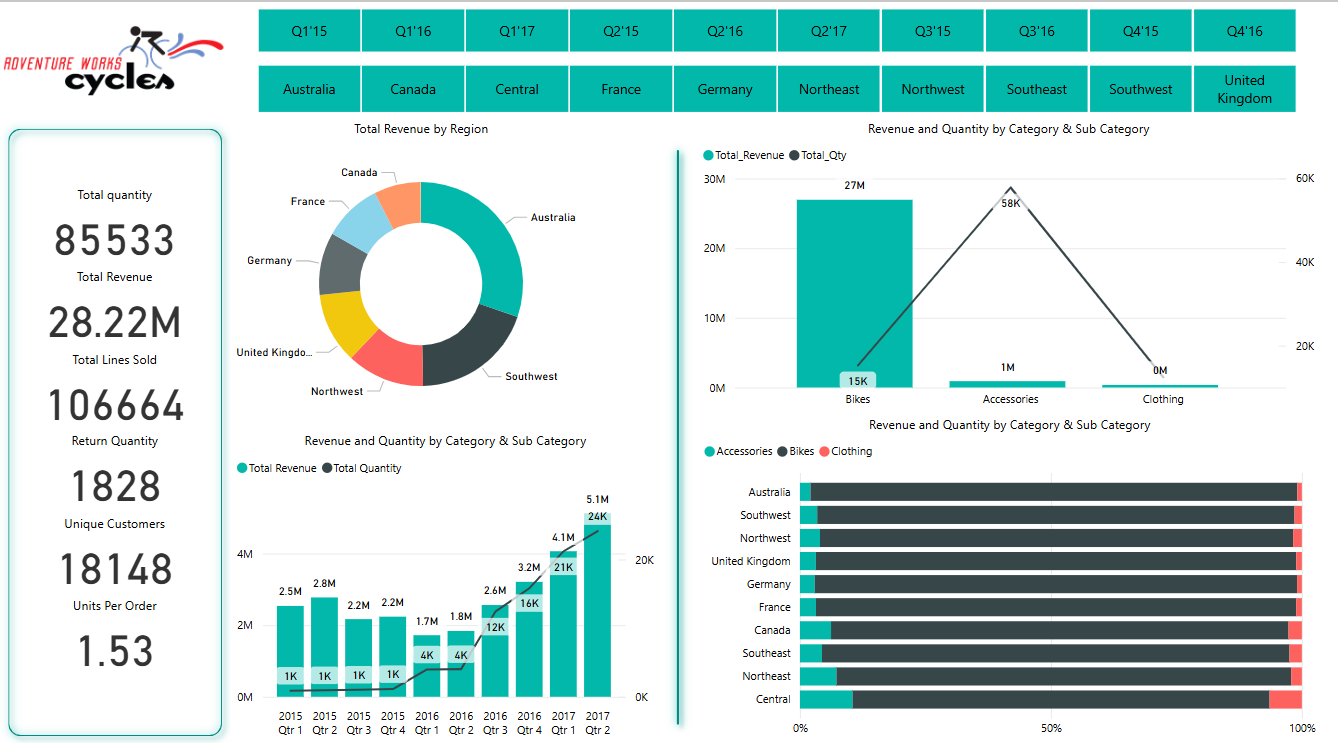 ADVENTURE WORKS
cycles
Q1'15 Q1'16 Q1'17 Q2'15 Q2'16 Q2'17 Q3'15 Q3'16 Q4'15 Q4'16
Australia Canada Central France Germany Northeast Northwest Southeast Southwest United
Kingdom
Total quantity
85533
Total Revenue
28.22M
Total Lines Sold
106664
Return Quantity
1828
Unique Customers
18148
Units Per Order
1.53
Total Revenue by Region
Canada
France
Australia
Germany
United Kingdo...
Southwest
Northwest
Revenue and Quantity by Category & Sub Category
Total Revenue Total Quantity
5.1M
24K
4.1M
4M
20K
3.2M
21K
2.8M
2.5M
2.6M
2.2M 2.2M
16K
1.7M 1.8M
2M
12K
4K 4K
1K 1K 1K 1K
0M
0K
2015 2015 2015 2015 2016 2016 2016 2016 2017 2017
Qtr 1 Qtr 2 Qtr 3 Qtr 4 Qtr 1 Qtr 2 Qtr 3 Qtr 4 Qtr 1 Qtr 2
Revenue and Quantity by Category & Sub Category
Total_Revenue Total_Qty
30M
27M
60K
58K
20M
40K
10M
20K
1M
0M
15K
0M
Bikes Accessories Clothing
Revenue and Quantity by Category & Sub Category
Accessories Bikes Clothing
Australia
Southwest
Northwest
United Kingdom
Germany
France
Canada
Southeast
Northeast
Central
0% 50% 100%